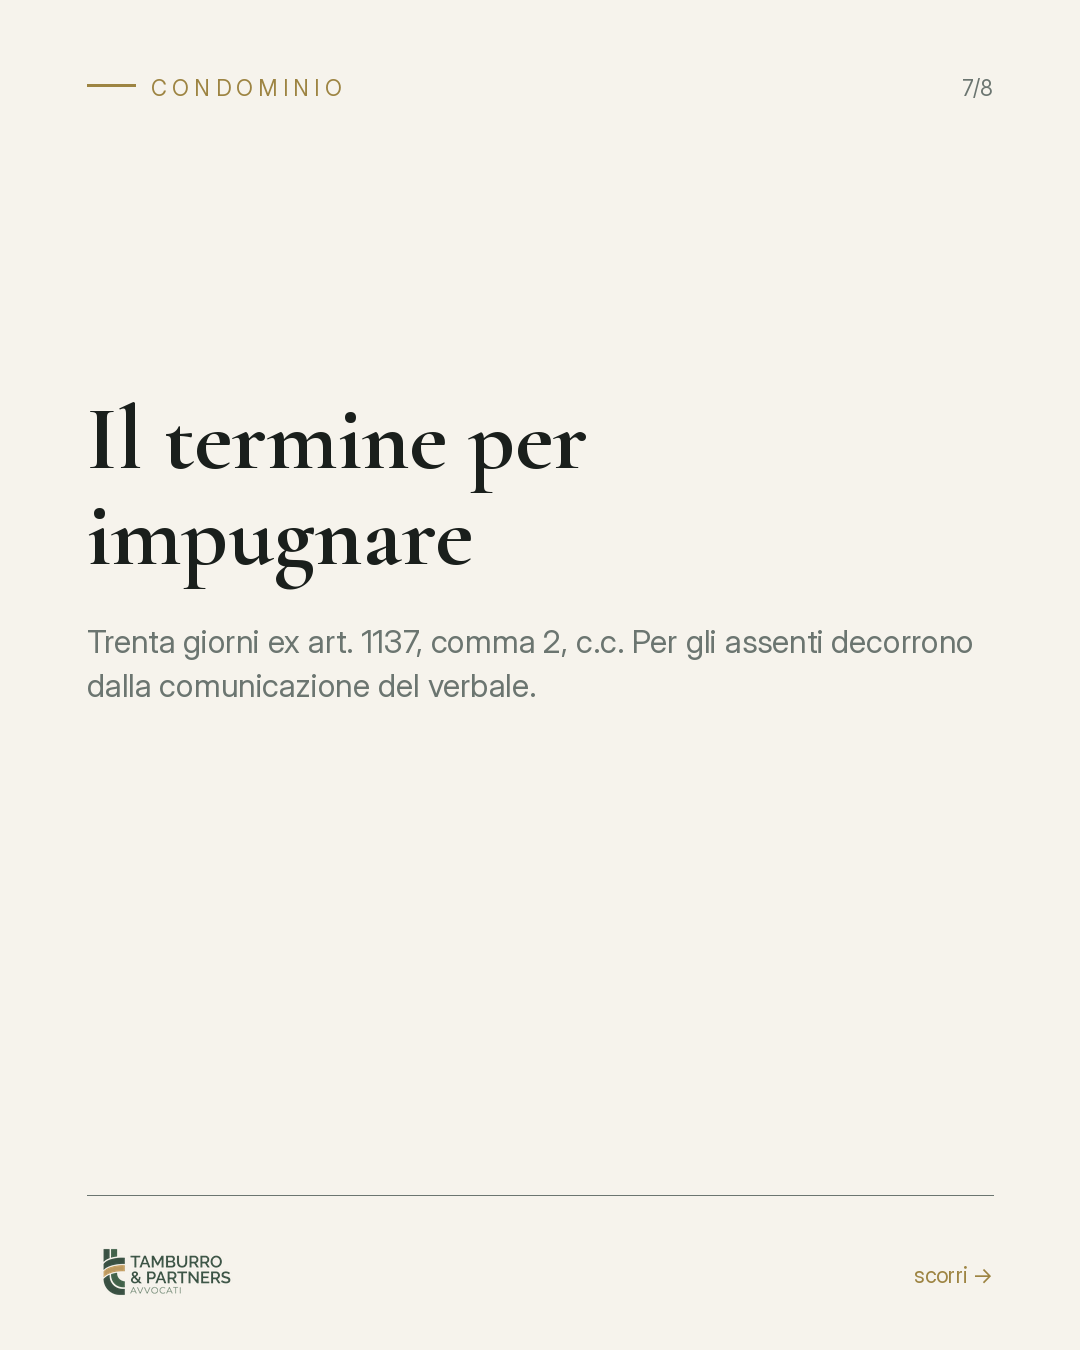 CONDOMINIO
7/8
Il termine per
impugnare
Trenta giorni ex art. 1137, comma 2, c.c. Per gli assenti decorrono
dalla comunicazione del verbale.
TAMBURRO
& PARTNERS
AVVOCATI
scorri →